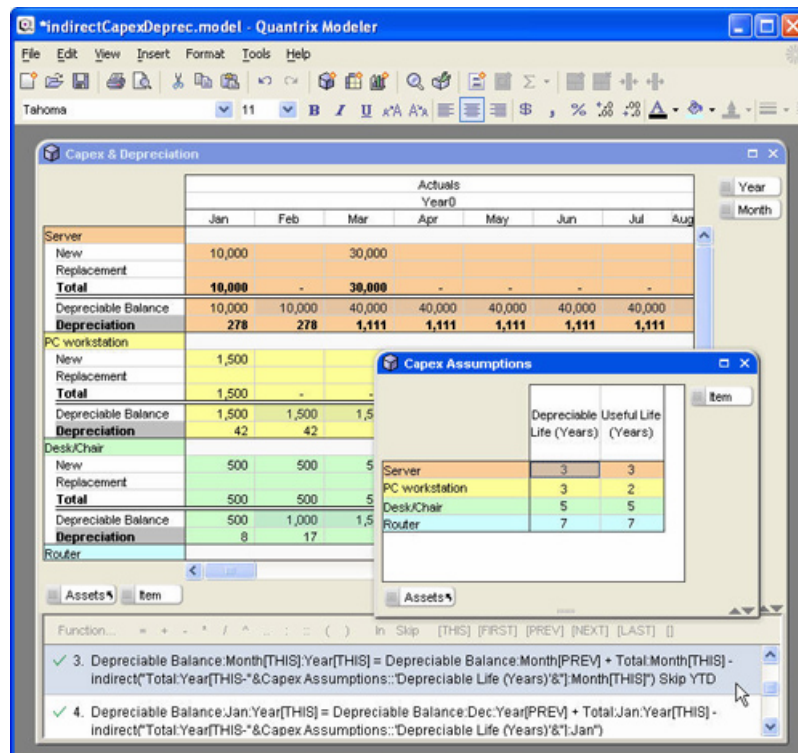 *indirectCapexDeprec.model - Quantrix Modeler
File Edit View Insert Format Tools Help
Tahoma 11 B I U
Capex & Depreciation
Actuals
Year0
Jan Feb Mar Apr May Jun Jul Aug
Year
Month
Server
New 10,000 30,000
Replacement
Total 10,000 - 30,000 - - - -
Depreciable Balance 10,000 10,000 40,000 40,000 40,000 40,000 40,000
Depreciation 278 278 1,111 1,111 1,111 1,111 1,111
PC workstation
New 1,500
Replacement
Total 1,500 - -
Depreciable Balance 1,500 1,500 1,5
Depreciation 42 42
Desk/Chair
New 500 500 5
Replacement
Total 500 500 5
Depreciable Balance 500 1,000 1,5
Depreciation 8 17
Router
Assets Item
Capex Assumptions
Item
Depreciable Useful Life
Life (Years) (Years)
Server 3 3
PC workstation 3 2
Desk/Chair 5 5
Router 7 7
Assets
Function... = + - * / ^ .. : :: ( ) In Skip [THIS] [FIRST] [PREV] [NEXT] [LAST] []
3. Depreciable Balance:Month[THIS]:Year[THIS] = Depreciable Balance:Month[PREV] + Total:Month[THIS] -
indirect("Total:Year[THIS-"&Capex Assumptions::'Depreciable Life (Years)'&"]:Month[THIS]") Skip YTD
4. Depreciable Balance:Jan:Year[THIS] = Depreciable Balance:Dec:Year[PREV] + Total:Jan:Year[THIS] -
indirect("Total:Year[THIS-"&Capex Assumptions::'Depreciable Life (Years)'&"]:Jan")